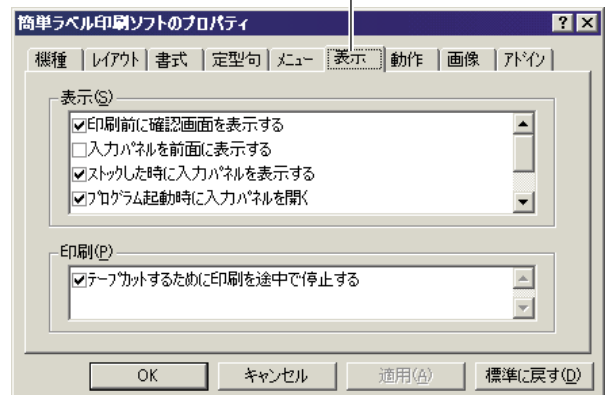 簡単ラベル印刷ソフトのプロパティ
機種 レイアウト 書式 定型句 メニュー 表示 動作 画像 アドイン
表示(S)
印刷前に確認画面を表示する
入力パネルを前面に表示する
ストックした時に入力パネルを表示する
プログラム起動時に入力パネルを開く
印刷(P)
テープカットするために印刷を途中で停止する
OK キャンセル 適用(A) 標準に戻す(D)